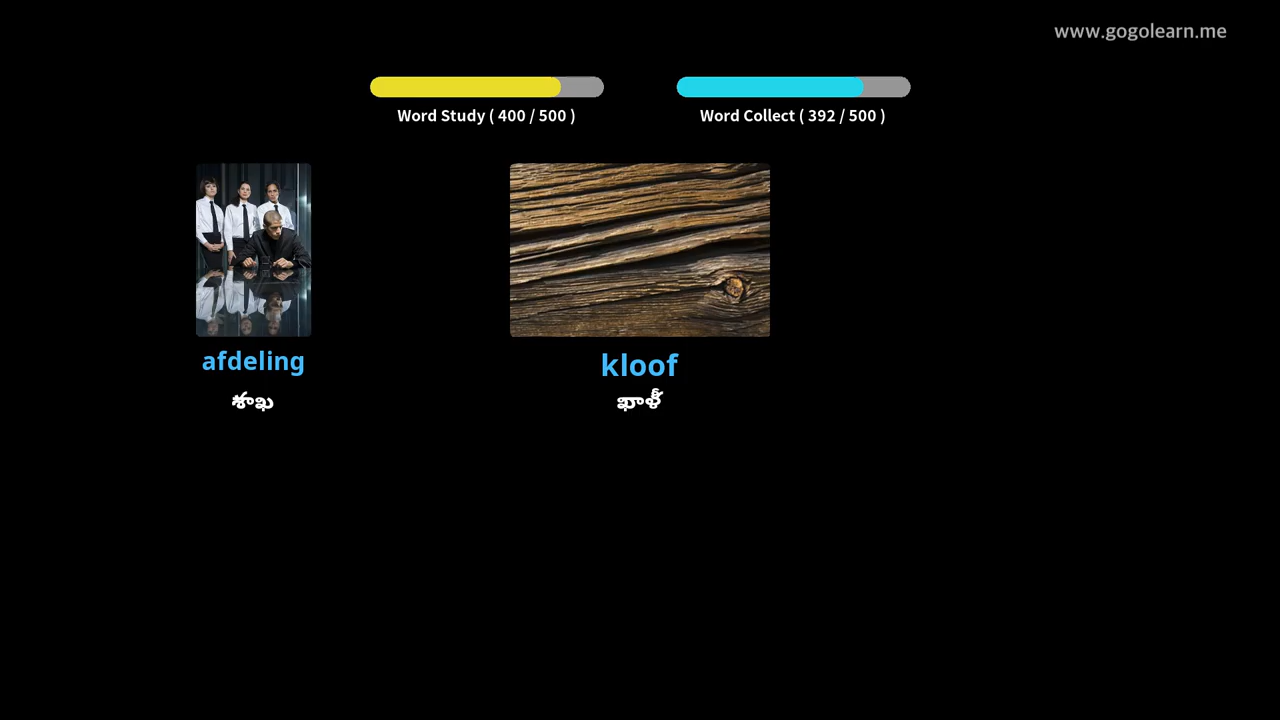 www.gogolearn.me
Word Study ( 400 / 500 )
Word Collect ( 392 / 500 )
afdeling
kloof
శాఖ
ఖాళీ